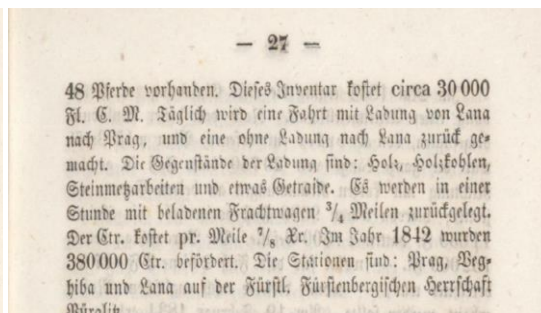 — 27 —
48 Pferde vorhanden. Dieses Inventar kostet circa 30 000
Fl. C. M. Täglich wird eine Fahrt mit Ladung von Lana
nach Prag, und eine ohne Ladung nach Lana zurück ge-
macht. Die Gegenstände der Ladung sind: Holz, Holzkohlen,
Steinmetzarbeiten und etwas Getraide. Es werden in einer
Stunde mit beladenen Frachtwagen 3/4 Meilen zurückgelegt.
Der Ctr. kostet pr. Meile 7/8 Xr. Im Jahr 1842 wurden
380 000 Ctr. befördert. Die Stationen sind: Prag, Veg-
hiba und Lana auf der Fürstl. Fürstenbergischen Herrschaft
Pürglitz.